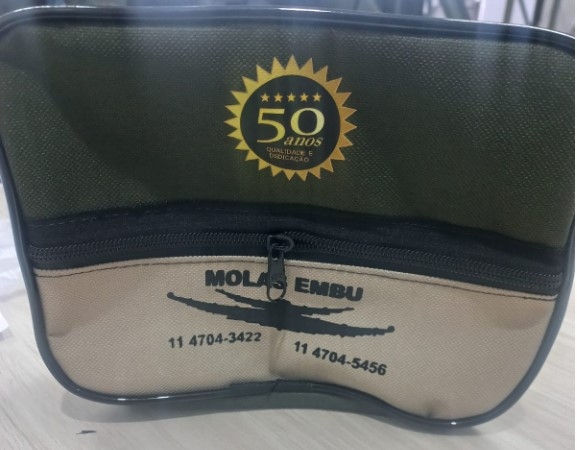 50
anos
QUALIDADE E
DEDICAÇÃO
MOLAS EMBU
11 4704-3422
11 4704-5456